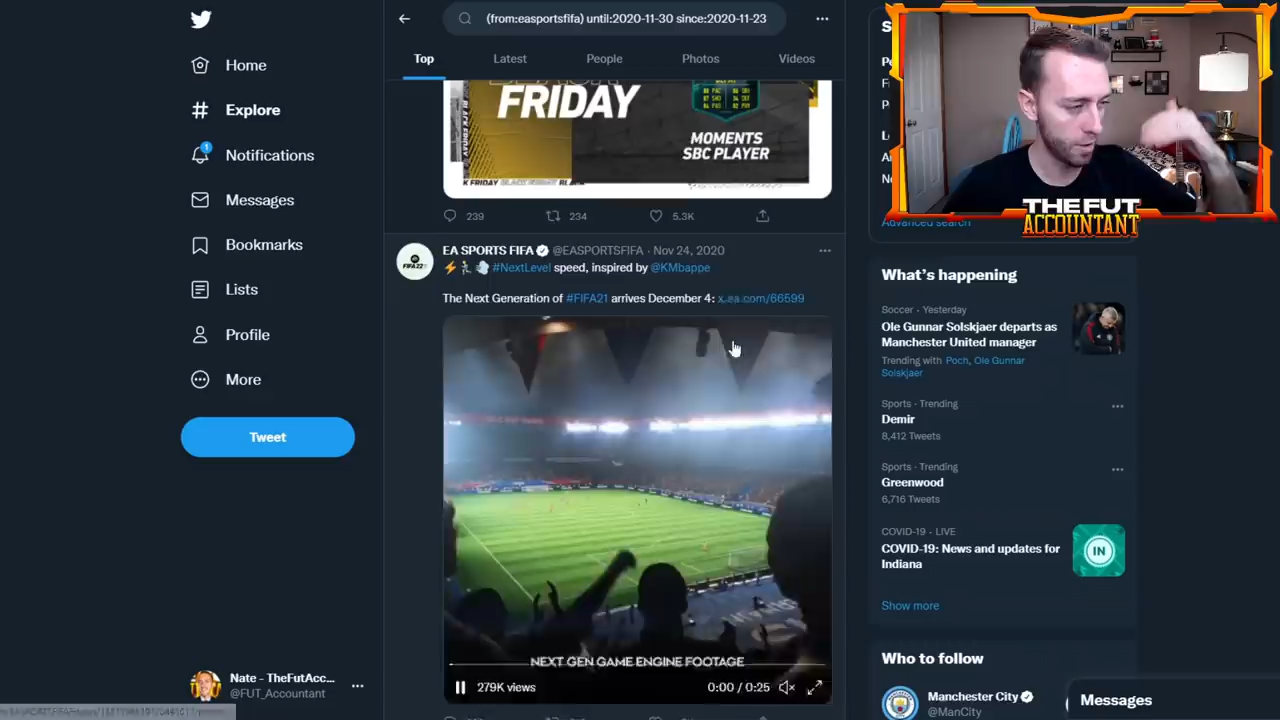 (from:easportsfifa) until:2020-11-30 since:2020-11-23
Top
Latest
People
Photos
Videos
Home
Explore
Notifications
1
Messages
Bookmarks
Lists
Profile
More
Tweet
Nate - TheFutAcc...
@FUT_Accountant
FRIDAY
MOMENTS
SBC PLAYER
239
234
5.3K
EA SPORTS FIFA @EASPORTSFIFA · Nov 24, 2020
#NextLevel speed, inspired by @KMbappe
The Next Generation of #FIFA21 arrives December 4: x.ea.com/66599
FIFA 22
NEXT GEN GAME ENGINE FOOTAGE
279K views
0:00 / 0:25
THE FUT
ACCOUNTANT
Advanced search
What's happening
Soccer · Yesterday
Ole Gunnar Solskjaer departs as
Manchester United manager
Trending with Poch, Ole Gunnar
Solskjaer
Sports · Trending
Demir
8,412 Tweets
Sports · Trending
Greenwood
6,716 Tweets
COVID-19 · LIVE
COVID-19: News and updates for
Indiana
IN
Show more
Who to follow
Manchester City
@ManCity
Messages